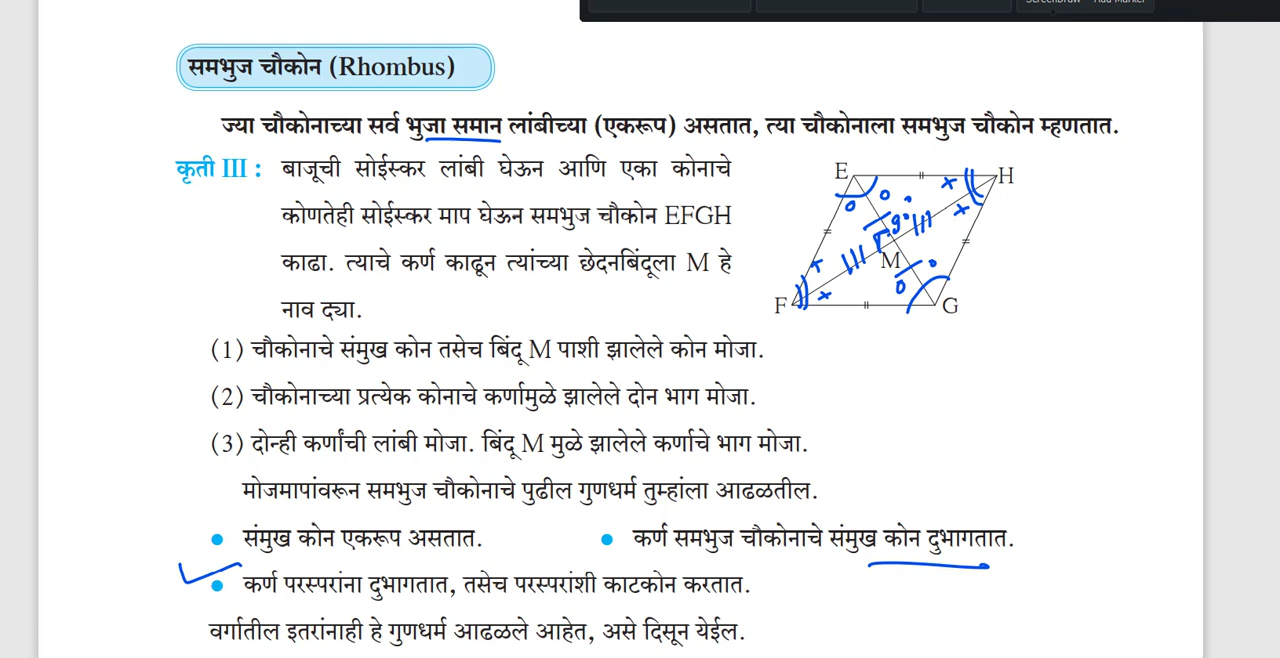 समभुज चौकोन (Rhombus)
ज्या चौकोनाच्या सर्व भुजा समान लांबीच्या (एकरूप) असतात, त्या चौकोनाला समभुज चौकोन म्हणतात.
कृती III : बाजूची सोईस्कर लांबी घेऊन आणि एका कोनाचे
कोणतेही सोईस्कर माप घेऊन समभुज चौकोन EFGH
काढा. त्याचे कर्ण काढून त्यांच्या छेदनबिंदूला M हे
नाव द्या.
E
H
M
F
G
(1) चौकोनाचे संमुख कोन तसेच बिंदू M पाशी झालेले कोन मोजा.
(2) चौकोनाच्या प्रत्येक कोनाचे कर्णामुळे झालेले दोन भाग मोजा.
(3) दोन्ही कर्णांची लांबी मोजा. बिंदू M मुळे झालेले कर्णाचे भाग मोजा.
मोजमापांवरून समभुज चौकोनाचे पुढील गुणधर्म तुम्हांला आढळतील.
• संमुख कोन एकरूप असतात. • कर्ण समभुज चौकोनाचे संमुख कोन दुभागतात.
• कर्ण परस्परांना दुभागतात, तसेच परस्परांशी काटकोन करतात.
वर्गातील इतरांनाही हे गुणधर्म आढळले आहेत, असे दिसून येईल.